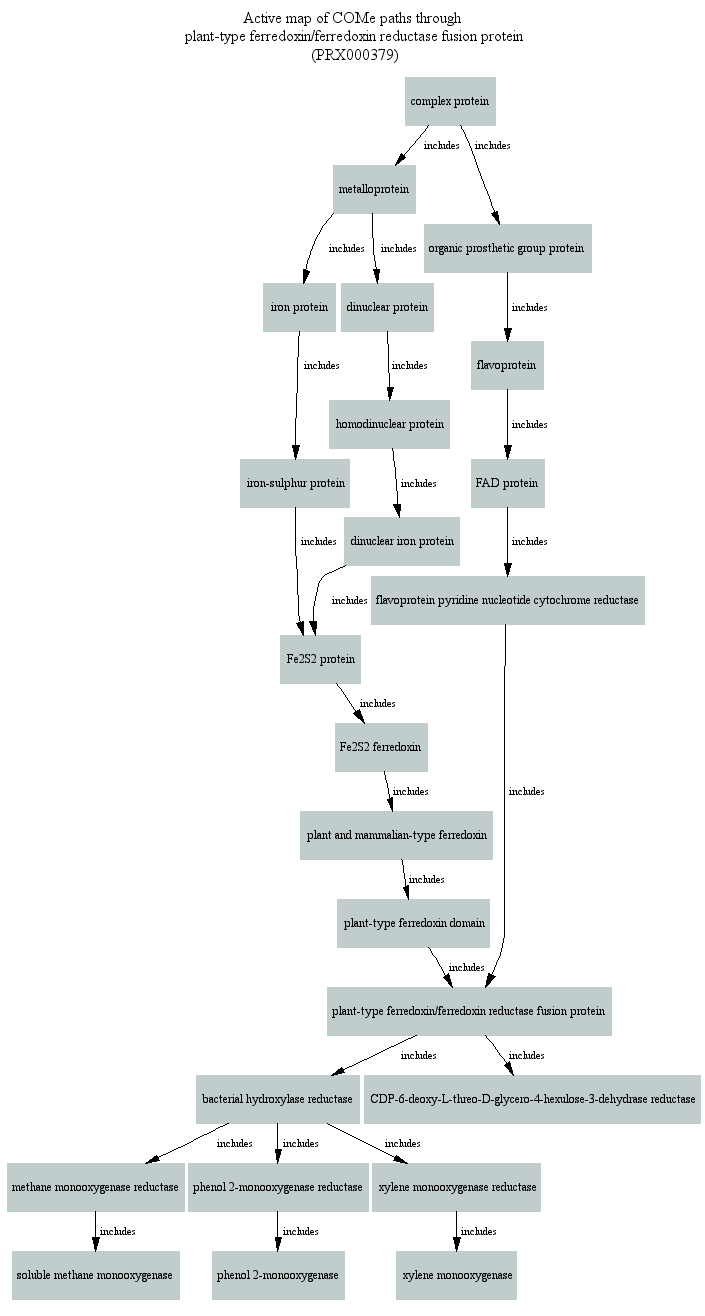 Active map of COMe paths through
plant-type ferredoxin/ferredoxin reductase fusion protein
(PRX000379)
complex protein
includes
includes
metalloprotein
organic prosthetic group protein
includes
includes
includes
iron protein
dinuclear protein
includes
includes
flavoprotein
homodinuclear protein
includes
iron-sulphur protein
includes
FAD protein
includes
dinuclear iron protein
includes
includes
flavoprotein pyridine nucleotide cytochrome reductase
Fe2S2 protein
includes
Fe2S2 ferredoxin
includes
includes
plant and mammalian-type ferredoxin
includes
plant-type ferredoxin domain
includes
plant-type ferredoxin/ferredoxin reductase fusion protein
includes
includes
bacterial hydroxylase reductase
CDP-6-deoxy-L-threo-D-glycero-4-hexulose-3-dehydrase reductase
includes
includes
includes
methane monooxygenase reductase
phenol 2-monooxygenase reductase
xylene monooxygenase reductase
includes
includes
includes
soluble methane monooxygenase
phenol 2-monooxygenase
xylene monooxygenase